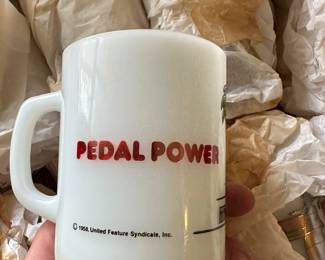 PEDAL POWER
© 1958, United Feature Syndicate, Inc.